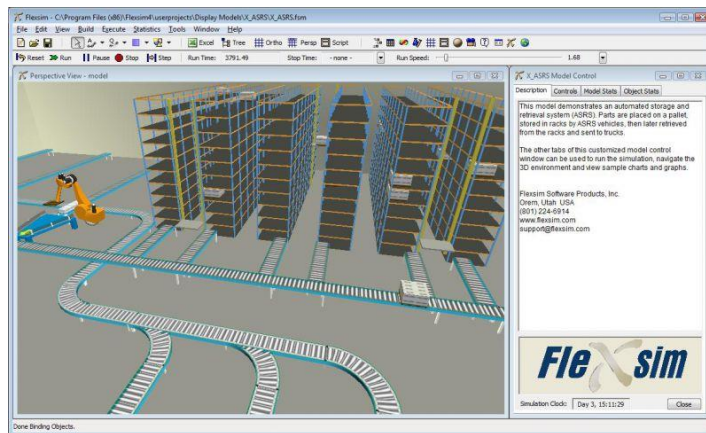 Flexsim - C:\Program Files (x86)\Flexsim4\userprojects\Display Models\X_ASRS\X_ASRS.fsm
File Edit View Build Execute Statistics Tools Window Help
Excel Tree Ortho Persp Script
Reset Run Pause Stop Step Run Time: 3791.49 Stop Time: - none - Run Speed: 1.68
Perspective View - model
X_ASRS Model Control
Description Controls Model Stats Object Stats
This model demonstrates an automated storage and
retrieval system (ASRS). Parts are placed on a pallet,
stored in racks by ASRS vehicles, then later retrieved
from the racks and sent to trucks.
The other tabs of this customized model control
window can be used to run the simulation, navigate the
3D environment and view sample charts and graphs.
Flexsim Software Products, Inc.
Orem, Utah USA
(801) 224-6914
www.flexsim.com
support@flexsim.com
FleXsim
Simulation Clock: Day 3, 15:11:29 Close
Done Binding Objects.